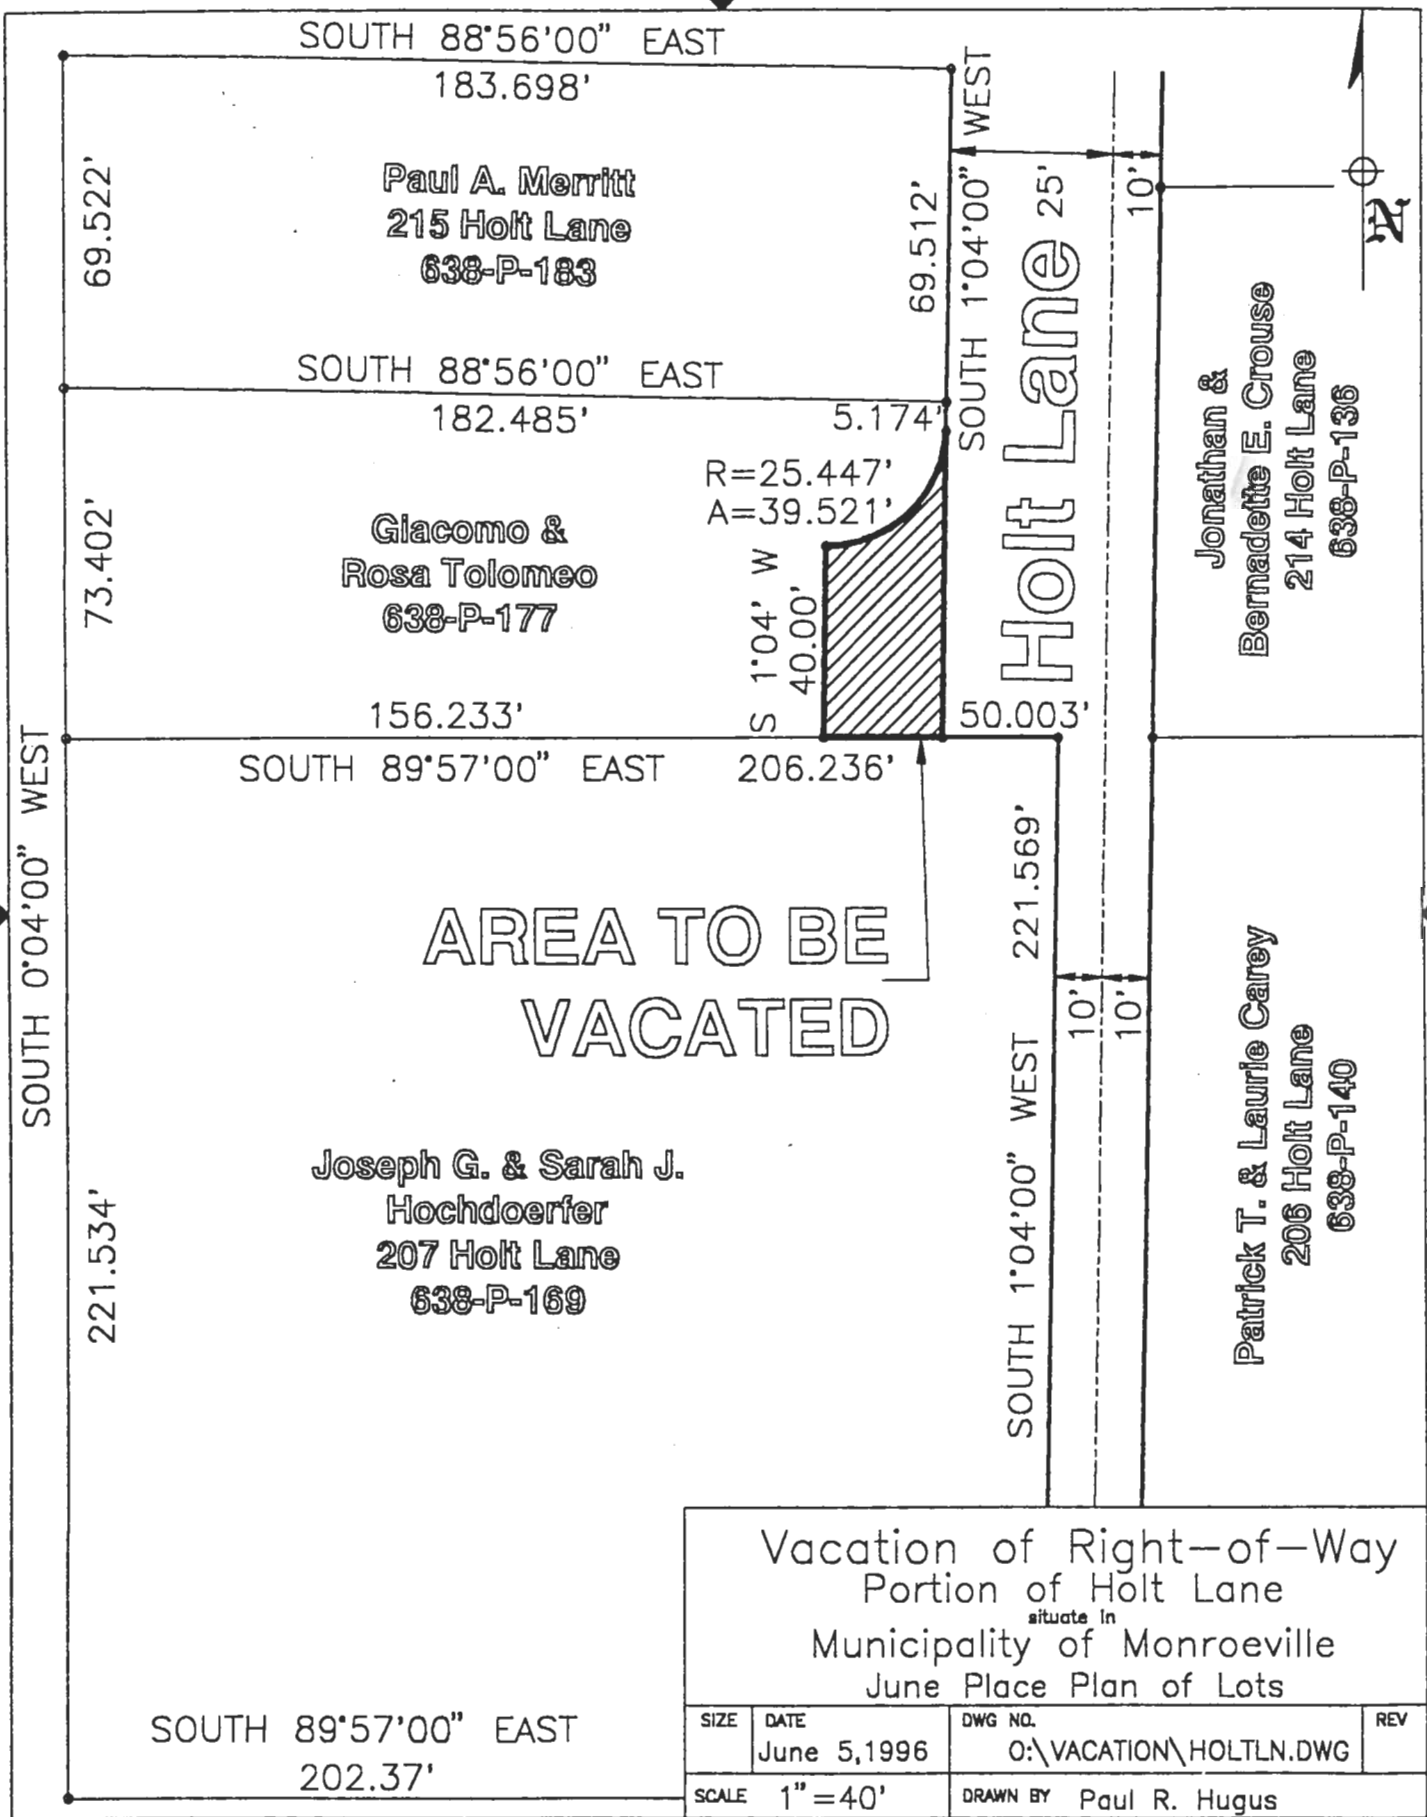 SOUTH 88°56'00" EAST
183.698'
69.522'
Paul A. Merritt
215 Holt Lane
638-P-183
69.512'
SOUTH 1°04'00" WEST
25'
10'
N
Holt Lane
SOUTH 88°56'00" EAST
182.485'
5.174'
R=25.447'
A=39.521'
73.402'
Giacomo &
Rosa Tolomeo
638-P-177
S 1°04' W
40.00'
Jonathan &
Bernadette E. Crouse
214 Holt Lane
638-P-136
156.233'
50.003'
SOUTH 89°57'00" EAST 206.236'
SOUTH 0°04'00" WEST
221.534'
AREA TO BE
VACATED
SOUTH 1°04'00" WEST 221.569'
10'
10'
Joseph G. & Sarah J.
Hochdoerfer
207 Holt Lane
638-P-169
Patrick T. & Laurie Carey
206 Holt Lane
638-P-140
SOUTH 89°57'00" EAST
202.37'
Vacation of Right-of-Way
Portion of Holt Lane
situate in
Municipality of Monroeville
June Place Plan of Lots
SIZE
DATE
June 5,1996
DWG NO.
O:\VACATION\HOLTLN.DWG
REV
SCALE 1"=40'
DRAWN BY Paul R. Hugus